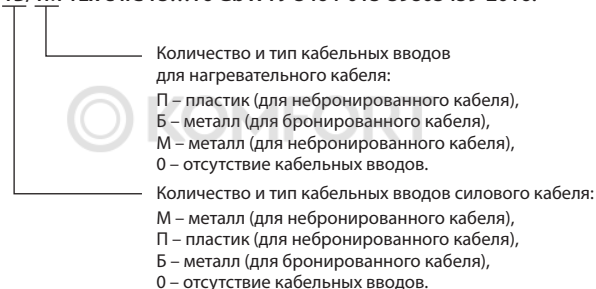 Количество и тип кабельных вводов
для нагревательного кабеля:
П – пластик (для небронированного кабеля),
Б – металл (для бронированного кабеля),
М – металл (для небронированного кабеля),
0 – отсутствие кабельных вводов.
KOMFORT
Количество и тип кабельных вводов силового кабеля:
М – металл (для небронированного кабеля),
П – пластик (для небронированного кабеля),
Б – металл (для бронированного кабеля),
0 – отсутствие кабельных вводов.